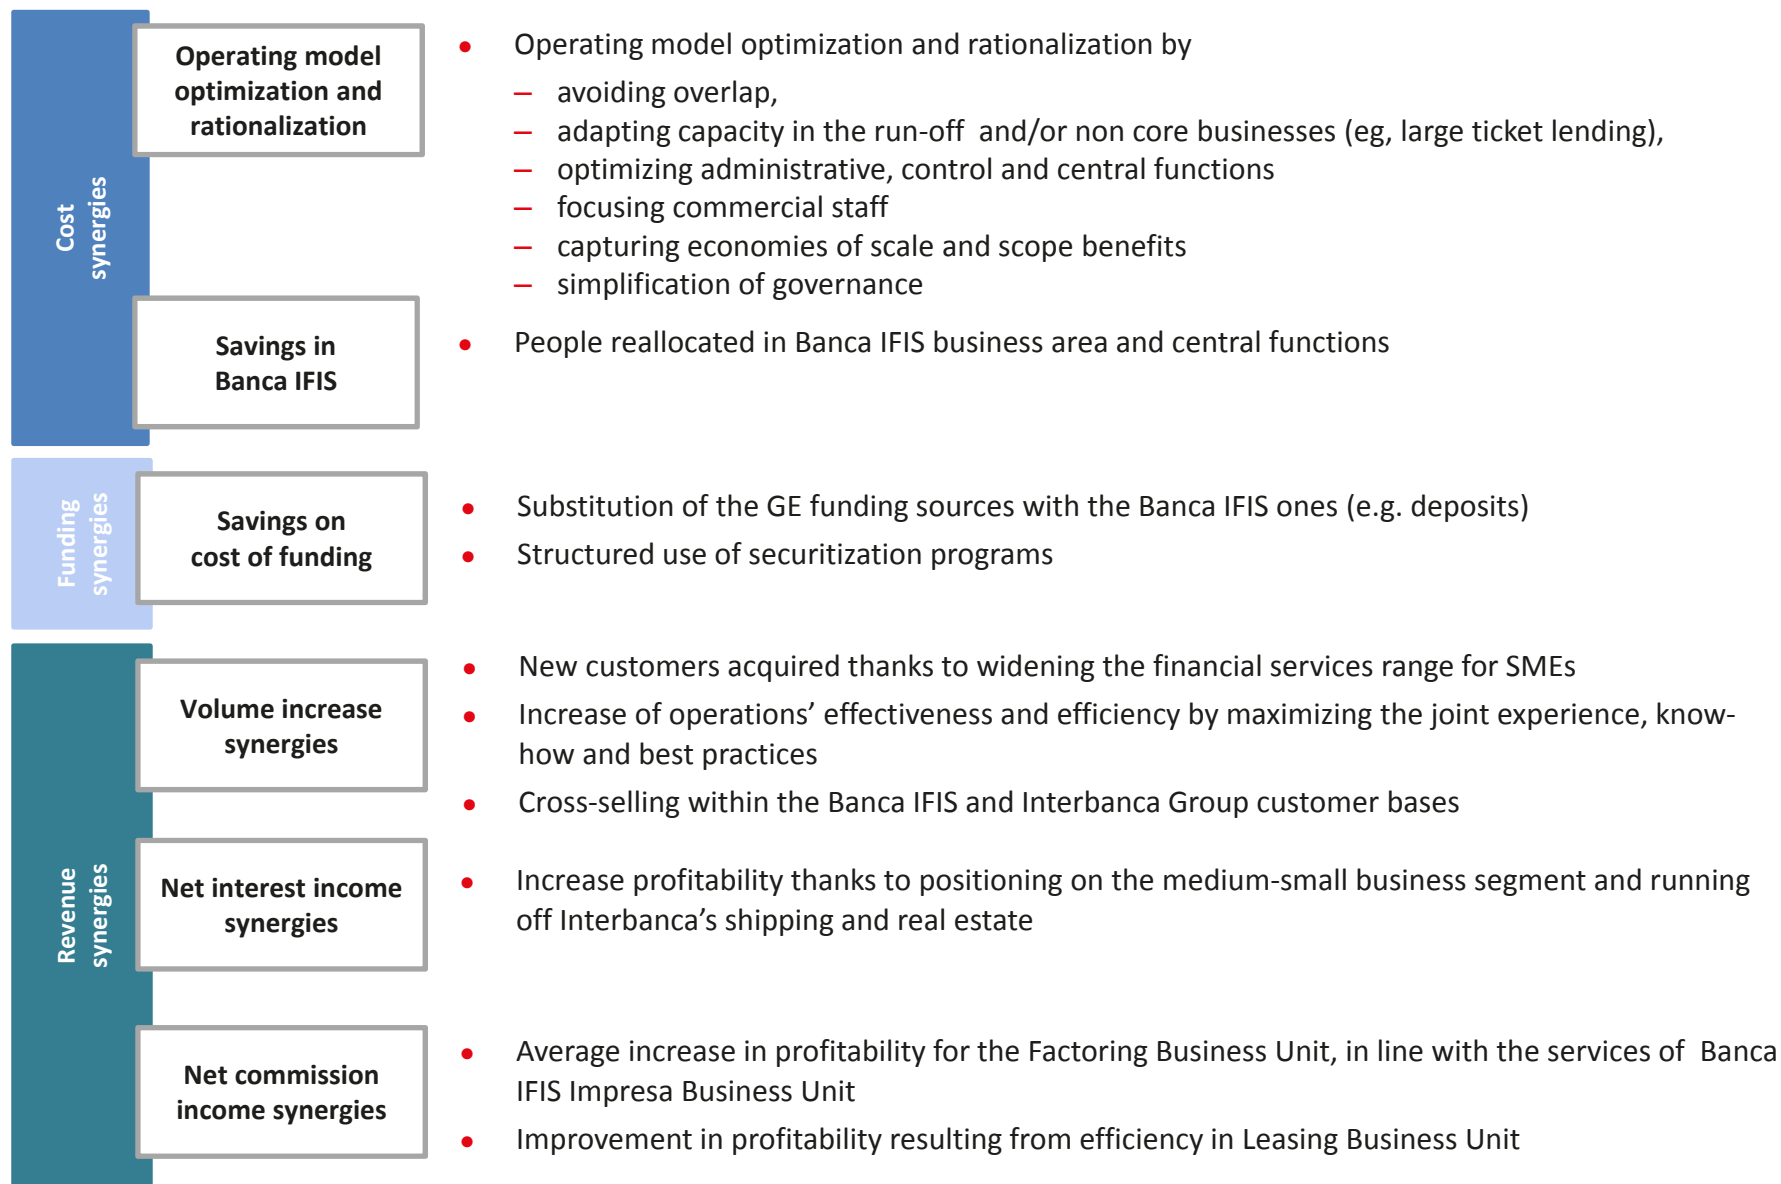 Cost
synergies
Operating model
optimization and
rationalization
• Operating model optimization and rationalization by
– avoiding overlap,
– adapting capacity in the run-off and/or non core businesses (eg, large ticket lending),
– optimizing administrative, control and central functions
– focusing commercial staff
– capturing economies of scale and scope benefits
– simplification of governance
Savings in
Banca IFIS
• People reallocated in Banca IFIS business area and central functions
Funding
synergies
Savings on
cost of funding
• Substitution of the GE funding sources with the Banca IFIS ones (e.g. deposits)
• Structured use of securitization programs
Revenue
synergies
Volume increase
synergies
• New customers acquired thanks to widening the financial services range for SMEs
• Increase of operations’ effectiveness and efficiency by maximizing the joint experience, know-
how and best practices
• Cross-selling within the Banca IFIS and Interbanca Group customer bases
Net interest income
synergies
• Increase profitability thanks to positioning on the medium-small business segment and running
off Interbanca’s shipping and real estate
Net commission
income synergies
• Average increase in profitability for the Factoring Business Unit, in line with the services of Banca
IFIS Impresa Business Unit
• Improvement in profitability resulting from efficiency in Leasing Business Unit